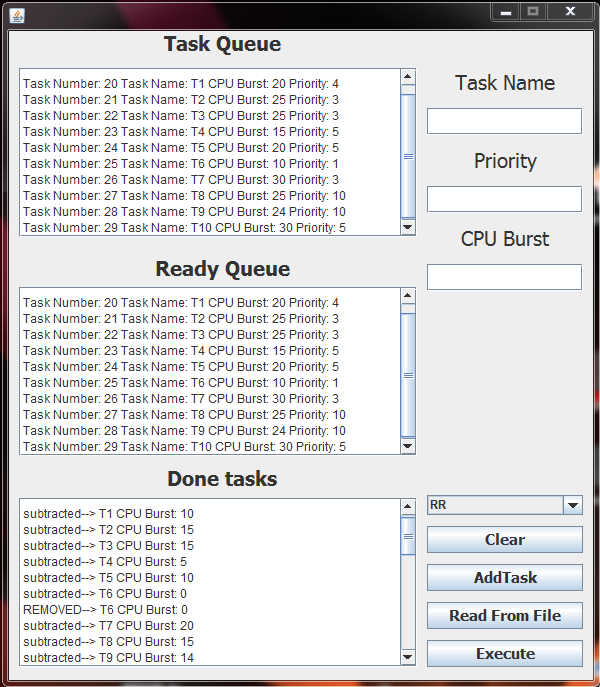 Task Queue
Task Number: 20 Task Name: T1 CPU Burst: 20 Priority: 4
Task Number: 21 Task Name: T2 CPU Burst: 25 Priority: 3
Task Number: 22 Task Name: T3 CPU Burst: 25 Priority: 3
Task Number: 23 Task Name: T4 CPU Burst: 15 Priority: 5
Task Number: 24 Task Name: T5 CPU Burst: 20 Priority: 5
Task Number: 25 Task Name: T6 CPU Burst: 10 Priority: 1
Task Number: 26 Task Name: T7 CPU Burst: 30 Priority: 3
Task Number: 27 Task Name: T8 CPU Burst: 25 Priority: 10
Task Number: 28 Task Name: T9 CPU Burst: 24 Priority: 10
Task Number: 29 Task Name: T10 CPU Burst: 30 Priority: 5
Task Name
Priority
CPU Burst
Ready Queue
Task Number: 20 Task Name: T1 CPU Burst: 20 Priority: 4
Task Number: 21 Task Name: T2 CPU Burst: 25 Priority: 3
Task Number: 22 Task Name: T3 CPU Burst: 25 Priority: 3
Task Number: 23 Task Name: T4 CPU Burst: 15 Priority: 5
Task Number: 24 Task Name: T5 CPU Burst: 20 Priority: 5
Task Number: 25 Task Name: T6 CPU Burst: 10 Priority: 1
Task Number: 26 Task Name: T7 CPU Burst: 30 Priority: 3
Task Number: 27 Task Name: T8 CPU Burst: 25 Priority: 10
Task Number: 28 Task Name: T9 CPU Burst: 24 Priority: 10
Task Number: 29 Task Name: T10 CPU Burst: 30 Priority: 5
Done tasks
subtracted--> T1 CPU Burst: 10
subtracted--> T2 CPU Burst: 15
subtracted--> T3 CPU Burst: 15
subtracted--> T4 CPU Burst: 5
subtracted--> T5 CPU Burst: 10
subtracted--> T6 CPU Burst: 0
REMOVED--> T6 CPU Burst: 0
subtracted--> T7 CPU Burst: 20
subtracted--> T8 CPU Burst: 15
subtracted--> T9 CPU Burst: 14
RR
Clear
AddTask
Read From File
Execute